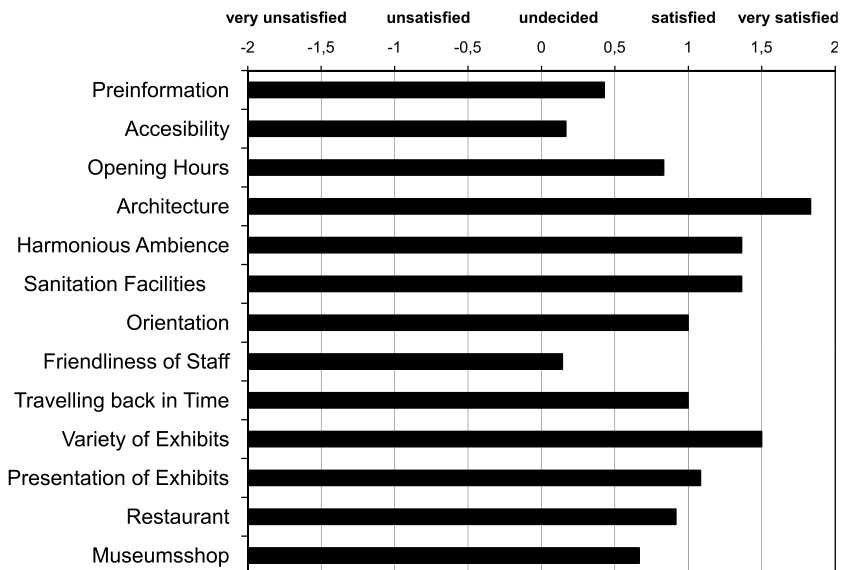 very unsatisfied unsatisfied undecided satisfied very satisfied
-2 -1,5 -1 -0,5 0 0,5 1 1,5 2
Preinformation
Accesibility
Opening Hours
Architecture
Harmonious Ambience
Sanitation Facilities
Orientation
Friendliness of Staff
Travelling back in Time
Variety of Exhibits
Presentation of Exhibits
Restaurant
Museumsshop